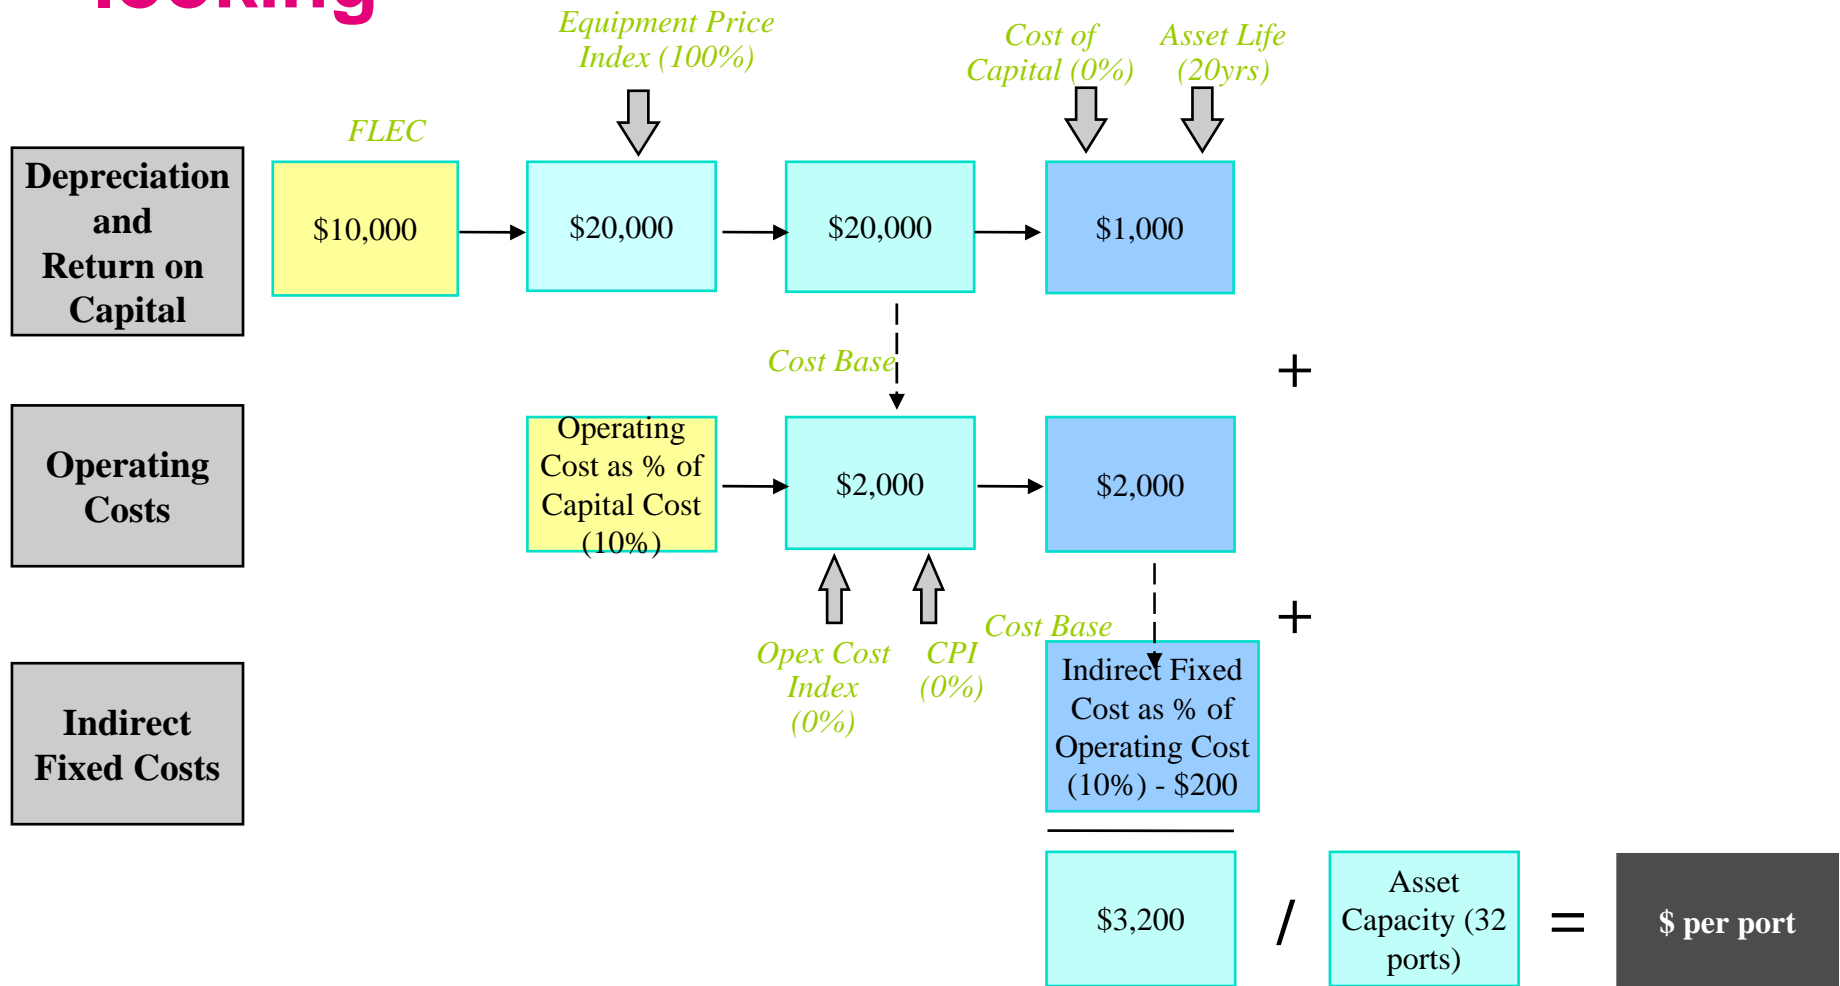 looking
Equipment Price
Index (100%)
Cost of
Capital (0%)
Asset Life
(20yrs)
FLEC
Depreciation
and
Return on
Capital
$10,000
$20,000
$20,000
$1,000
Cost Base
+
Operating
Costs
Operating
Cost as % of
Capital Cost
(10%)
$2,000
$2,000
Opex Cost
Index
(0%)
CPI
(0%)
Cost Base
+
Indirect
Fixed Costs
Indirect Fixed
Cost as % of
Operating Cost
(10%) - $200
$3,200
/
Asset
Capacity (32
ports)
=
$ per port